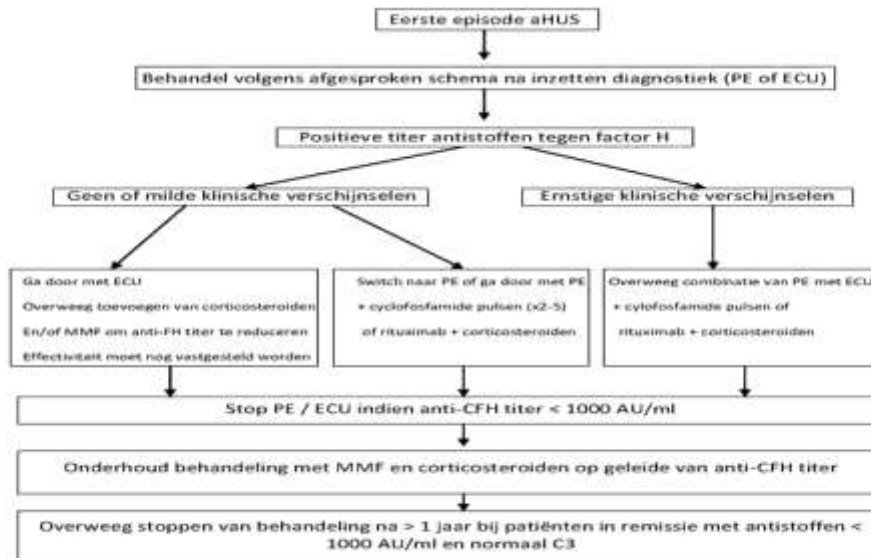 Eerste episode aHUS
Behandel volgens afgesproken schema na inzetten diagnostiek (PE of ECU)
Positieve titer antistoffen tegen factor H
Geen of milde klinische verschijnselen
Ernstige klinische verschijnselen
Ga door met ECU
Overweeg toevoegen van corticosteroiden
En/of MMF om anti-FH titer te reduceren
Effectiviteit moet nog vastgesteld worden
Switch naar PE of ga door met PE
+ cyclofosfamide pulsen (x2-5)
of rituximab + corticosteroiden
Overweeg combinatie van PE met ECU
+ cylofosfamide pulsen of
rituximab + corticosteroiden
Stop PE / ECU indien anti-CFH titer < 1000 AU/ml
Onderhoud behandeling met MMF en corticosteroiden op geleide van anti-CFH titer
Overweeg stoppen van behandeling na > 1 jaar bij patiënten in remissie met antistoffen <
1000 AU/ml en normaal C3